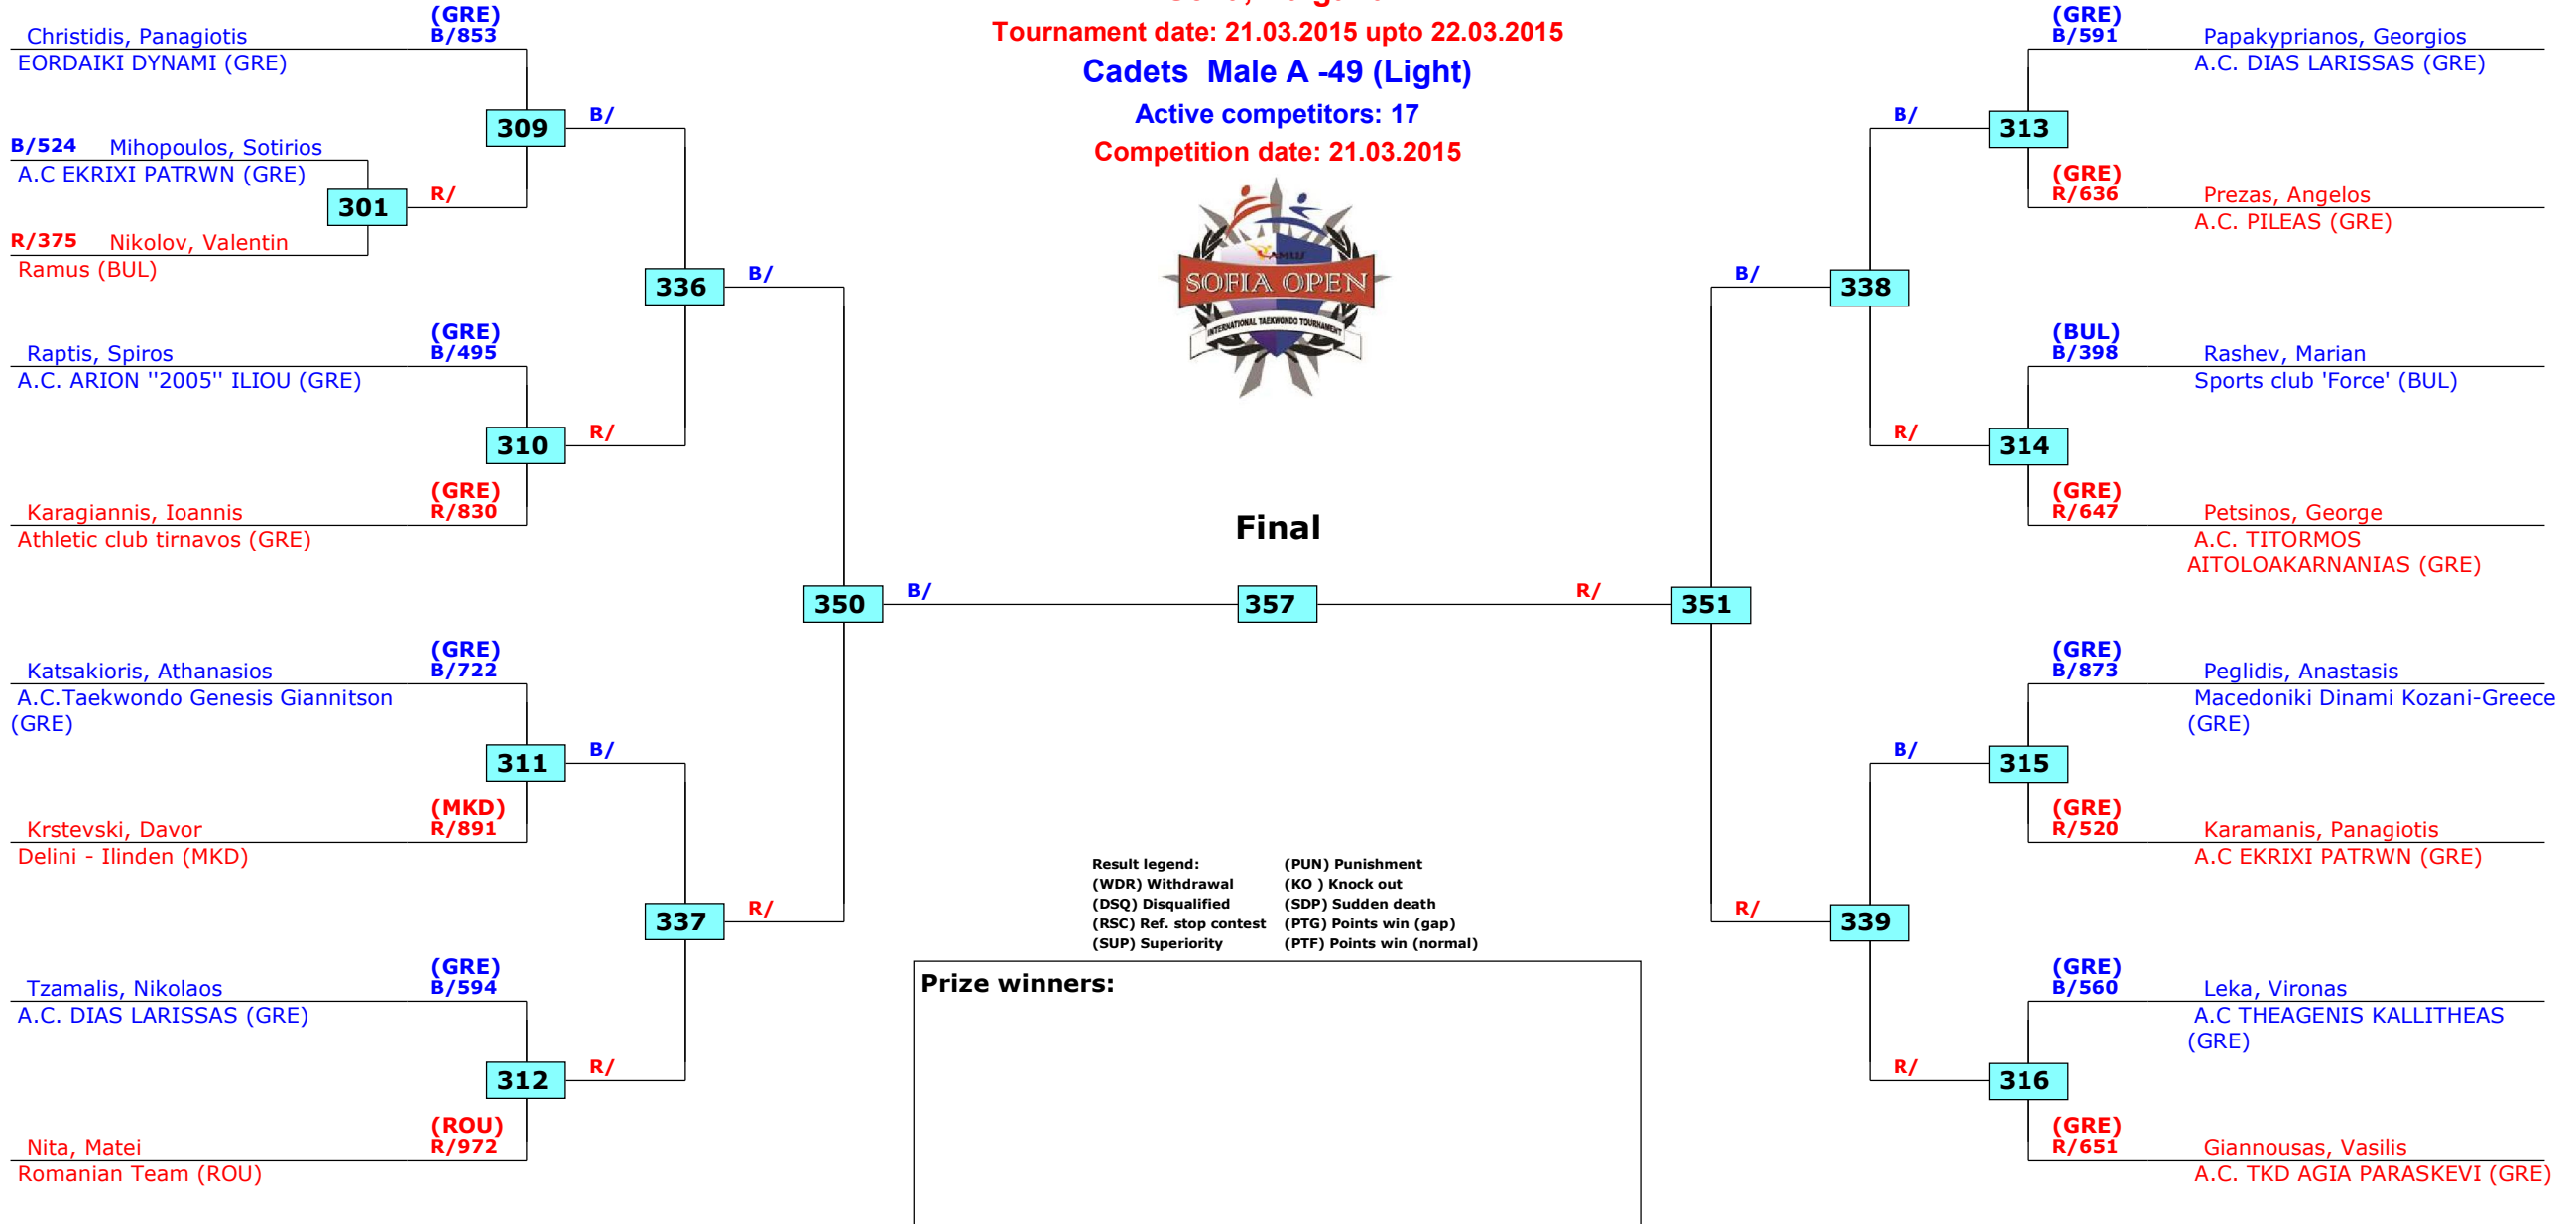 Tournament date: 21.03.2015 upto 22.03.2015
Cadets Male A -49 (Light)
Active competitors: 17
Competition date: 21.03.2015
RAMUS
SOFIA OPEN
INTERNATIONAL TAEKWONDO TOURNAMENT
(GRE)
Christidis, Panagiotis B/853
EORDAIKI DYNAMI (GRE)
309 B/
B/524 Mihopoulos, Sotirios
A.C EKRIXI PATRWN (GRE)
301 R/
R/375 Nikolov, Valentin
Ramus (BUL)
336 B/
(GRE)
Raptis, Spiros B/495
A.C. ARION "2005" ILIOU (GRE)
310 R/
(GRE)
Karagiannis, Ioannis R/830
Athletic club tirnavos (GRE)
350 B/
(GRE)
Katsakioris, Athanasios B/722
A.C.Taekwondo Genesis Giannitson
(GRE)
311 B/
(MKD)
Krstevski, Davor R/891
Delini - Ilinden (MKD)
337 R/
(GRE)
Tzamalis, Nikolaos B/594
A.C. DIAS LARISSAS (GRE)
312 R/
(ROU)
Nita, Matei R/972
Romanian Team (ROU)
Final
357
(GRE)
B/591 Papakyprianos, Georgios
A.C. DIAS LARISSAS (GRE)
B/ 313
(GRE)
R/636 Prezas, Angelos
A.C. PILEAS (GRE)
B/ 338
(BUL)
B/398 Rashev, Marian
Sports club 'Force' (BUL)
R/ 314
(GRE)
R/647 Petsinos, George
A.C. TITORMOS
AITOLOAKARNANIAS (GRE)
R/ 351
(GRE)
B/873 Peglidis, Anastasis
Macedoniki Dinami Kozani-Greece
(GRE)
B/ 315
(GRE)
R/520 Karamanis, Panagiotis
A.C EKRIXI PATRWN (GRE)
R/ 339
(GRE)
B/560 Leka, Vironas
A.C THEAGENIS KALLITHEAS
(GRE)
R/ 316
(GRE)
R/651 Giannousas, Vasilis
A.C. TKD AGIA PARASKEVI (GRE)
Result legend: (PUN) Punishment
(WDR) Withdrawal (KO ) Knock out
(DSQ) Disqualified (SDP) Sudden death
(RSC) Ref. stop contest (PTG) Points win (gap)
(SUP) Superiority (PTF) Points win (normal)
Prize winners: